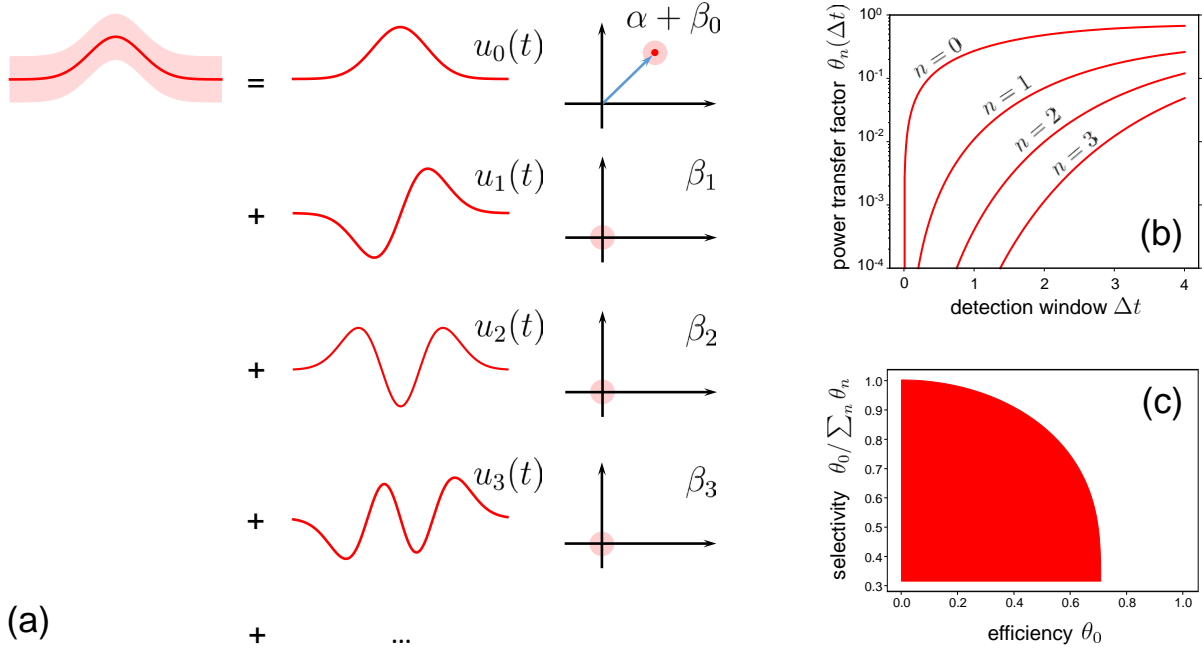 = u₀(t) α + β₀
+ u₁(t) β₁
+ u₂(t) β₂
+ u₃(t) β₃
(a) + ...
power transfer factor θₙ(Δt)
10⁰
10⁻¹
10⁻²
10⁻³
10⁻⁴
n = 0
n = 1
n = 2
n = 3
(b)
0 1 2 3 4
detection window Δt
selectivity θ₀/ ∑ₙ θₙ
1.0
0.9
0.8
0.7
0.6
0.5
0.4
0.3
(c)
0.0 0.2 0.4 0.6 0.8 1.0
efficiency θ₀